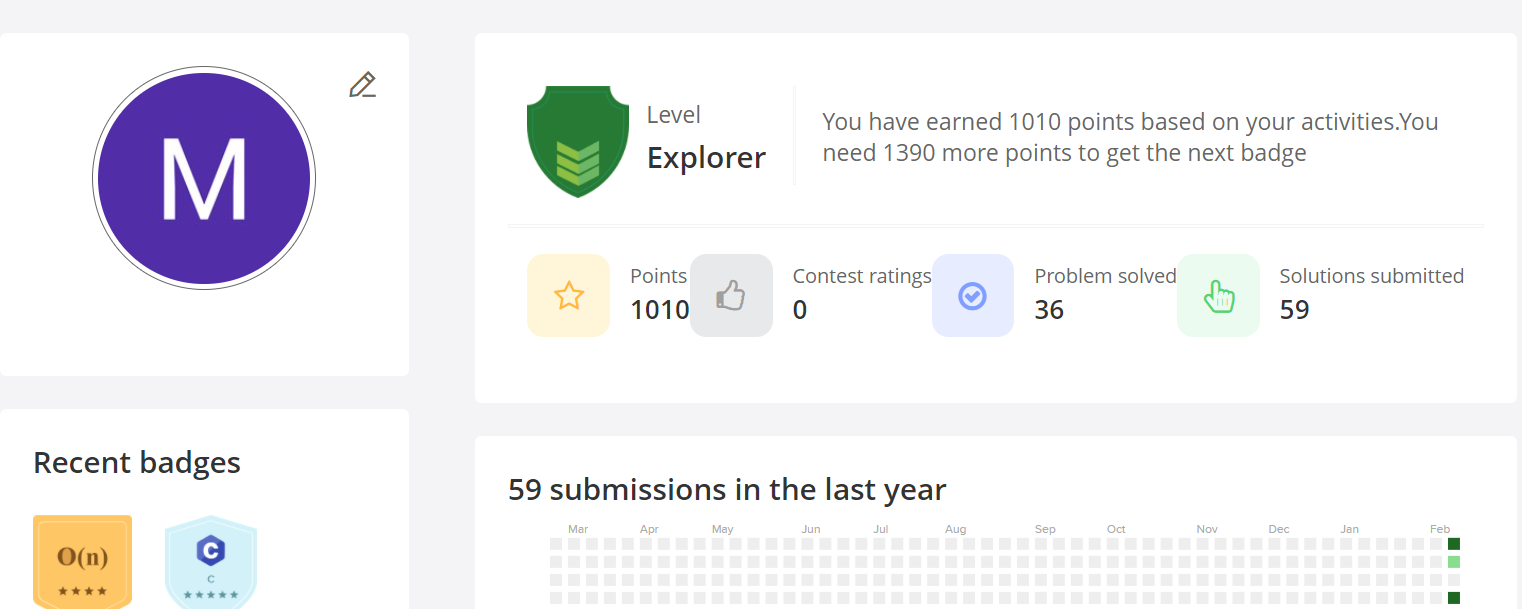 M
Level
Explorer
You have earned 1010 points based on your activities.You
need 1390 more points to get the next badge
Points
1010
Contest ratings
0
Problem solved
36
Solutions submitted
59
Recent badges
O(n)
C
C
59 submissions in the last year
Mar Apr May Jun Jul Aug Sep Oct Nov Dec Jan Feb